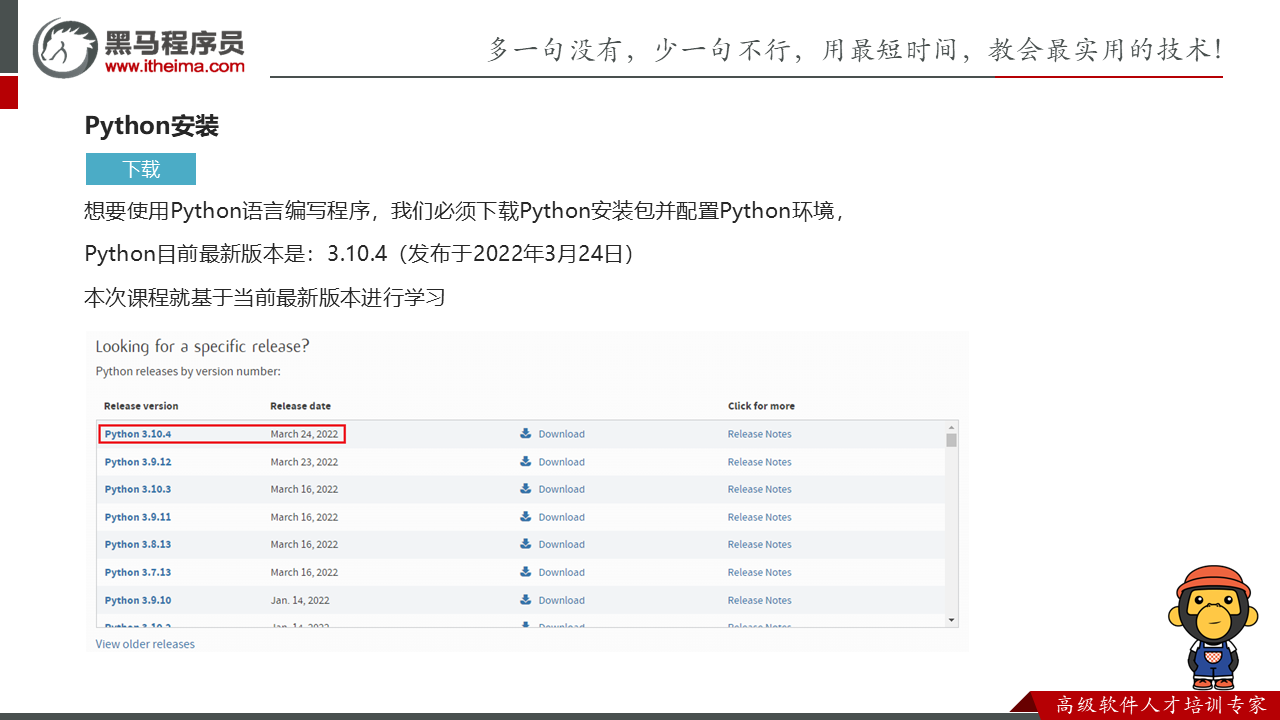 黑马程序员
www.itheima.com
多一句没有，少一句不行，用最短时间，教会最实用的技术！
Python安装
下载
想要使用Python语言编写程序，我们必须下载Python安装包并配置Python环境，
Python目前最新版本是：3.10.4（发布于2022年3月24日）
本次课程就基于当前最新版本进行学习
Looking for a specific release?
Python releases by version number:
Release version Release date Click for more
Python 3.10.4 March 24, 2022 Download Release Notes
Python 3.9.12 March 23, 2022 Download Release Notes
Python 3.10.3 March 16, 2022 Download Release Notes
Python 3.9.11 March 16, 2022 Download Release Notes
Python 3.8.13 March 16, 2022 Download Release Notes
Python 3.7.13 March 16, 2022 Download Release Notes
Python 3.9.10 Jan. 14, 2022 Download Release Notes
Python 3.10.2 Jan. 14, 2022 Download Release Notes
View older releases
高级软件人才培训专家